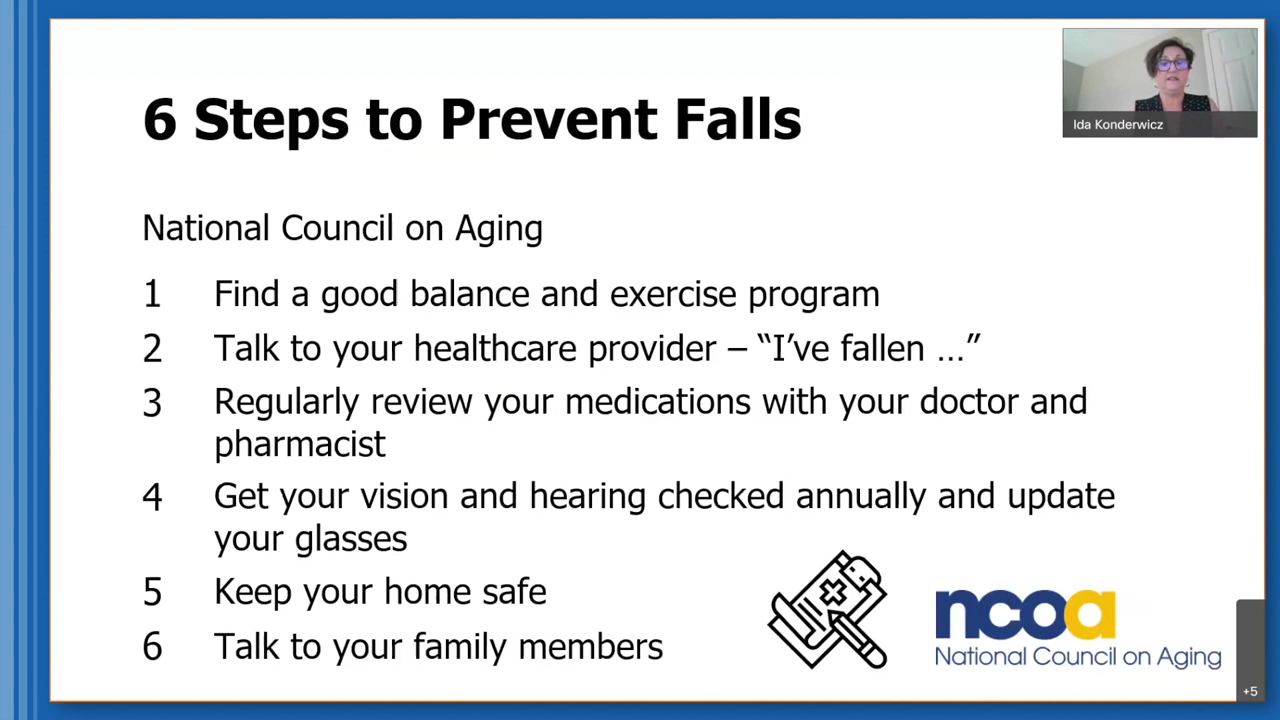 6 Steps to Prevent Falls
Ida Konderwicz
National Council on Aging
1 Find a good balance and exercise program
2 Talk to your healthcare provider – “I’ve fallen …”
3 Regularly review your medications with your doctor and
pharmacist
4 Get your vision and hearing checked annually and update
your glasses
5 Keep your home safe
6 Talk to your family members
ncoa
National Council on Aging
+5